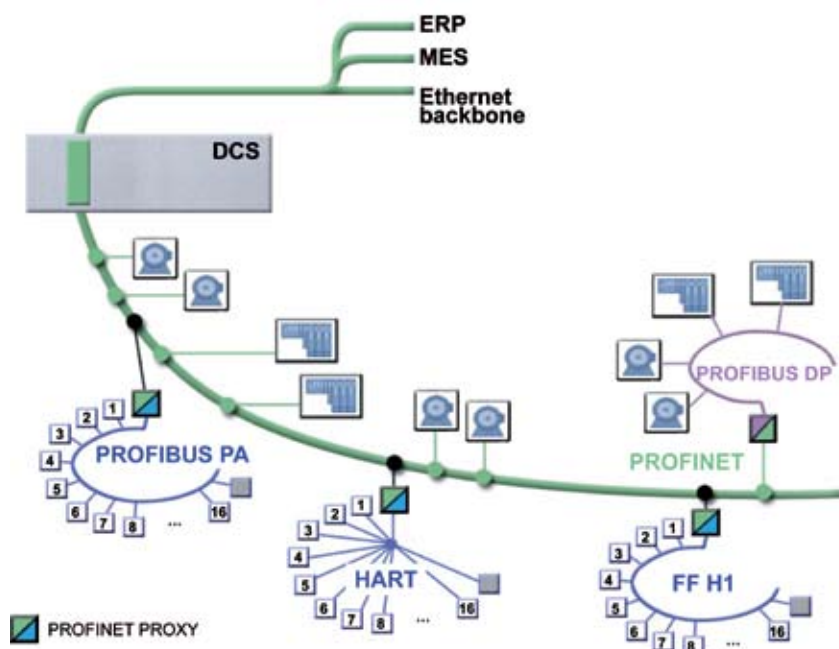 ERP
MES
Ethernet
backbone
DCS
PROFIBUS DP
PROFINET
1
2
3
4
5
6
7
8
...
16
PROFIBUS PA
1
2
3
4
5
6
7
8
...
16
HART
1
2
3
4
5
6
7
8
...
16
FF H1
PROFINET PROXY